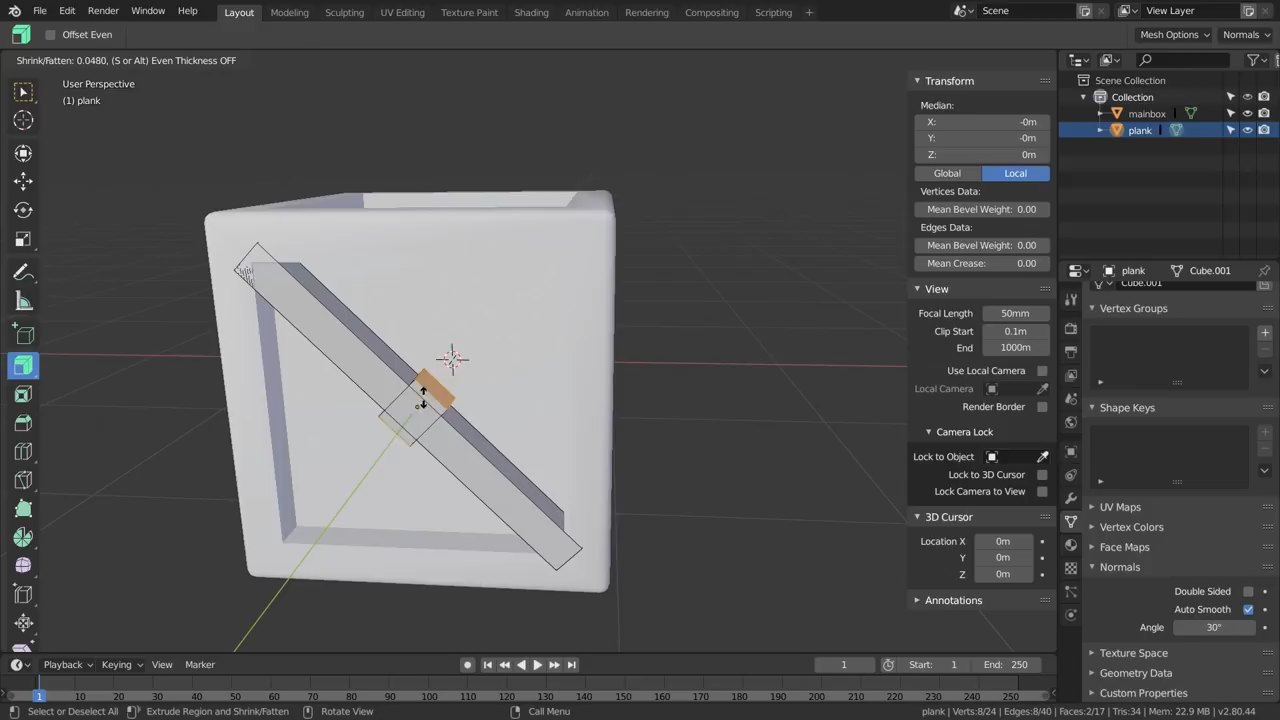 File Edit Render Window Help Layout Modeling Sculpting UV Editing Texture Paint Shading Animation Rendering Compositing Scripting + Scene View Layer
Offset Even Mesh Options Normals
Shrink/Fatten: 0.0480, (S or Alt) Even Thickness OFF
User Perspective
(1) plank
Transform
Median:
X: -0m
Y: -0m
Z: 0m
Global Local
Vertices Data:
Mean Bevel Weight: 0.00
Edges Data:
Mean Bevel Weight: 0.00
Mean Crease: 0.00
View
Focal Length 50mm
Clip Start 0.1m
End 1000m
Use Local Camera
Local Camera
Render Border
Camera Lock
Lock to Object
Lock to 3D Cursor
Lock Camera to View
3D Cursor
Location X 0m
Y 0m
Z 0m
Annotations
Scene Collection
Collection
mainbox
plank
plank Cube.001
Cube.001
Vertex Groups
Shape Keys
UV Maps
Vertex Colors
Face Maps
Normals
Double Sided
Auto Smooth
Angle 30°
Texture Space
Geometry Data
Custom Properties
Playback Keying View Marker 1 Start: 1 End: 250
1 10 20 30 40 50 60 70 80 90 100 110 120 130 140 150 160 170 180 190 200 210 220 230 240 250
Select or Deselect All Extrude Region and Shrink/Fatten Rotate View Call Menu plank | Verts:8/24 | Edges:8/40 | Faces:2/17 | Tris:34 | Mem: 22.9 MB | v2.80.44